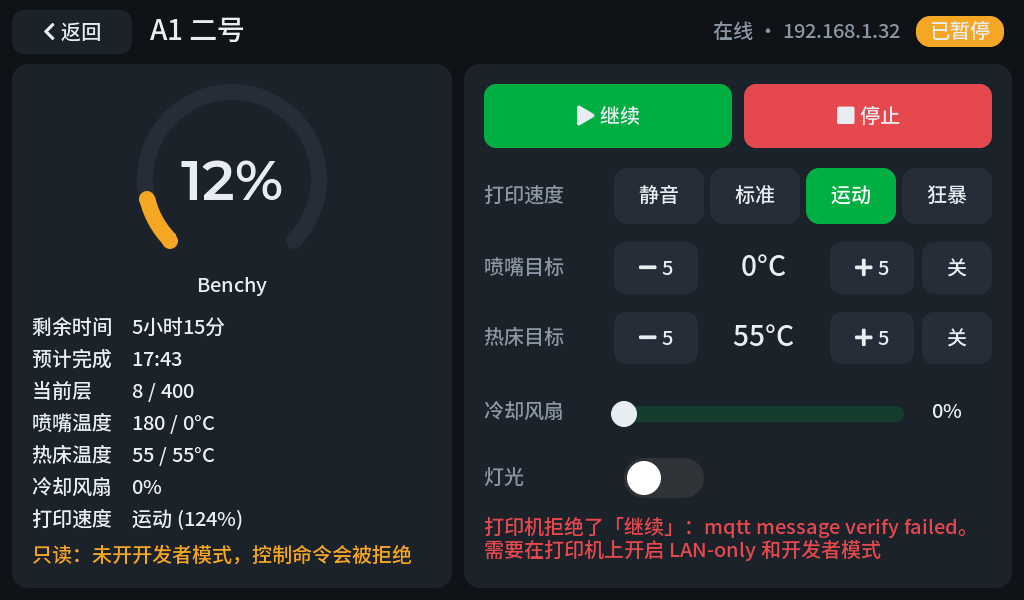 返回
A1 二号
在线 · 192.168.1.32
已暂停
12%
Benchy
剩余时间 5小时15分
预计完成 17:43
当前层 8 / 400
喷嘴温度 180 / 0°C
热床温度 55 / 55°C
冷却风扇 0%
打印速度 运动 (124%)
只读：未开开发者模式，控制命令会被拒绝
继续
停止
打印速度 静音 标准 运动 狂暴
喷嘴目标 − 5 0°C + 5 关
热床目标 − 5 55°C + 5 关
冷却风扇 0%
灯光
打印机拒绝了「继续」：mqtt message verify failed。
需要在打印机上开启 LAN-only 和开发者模式